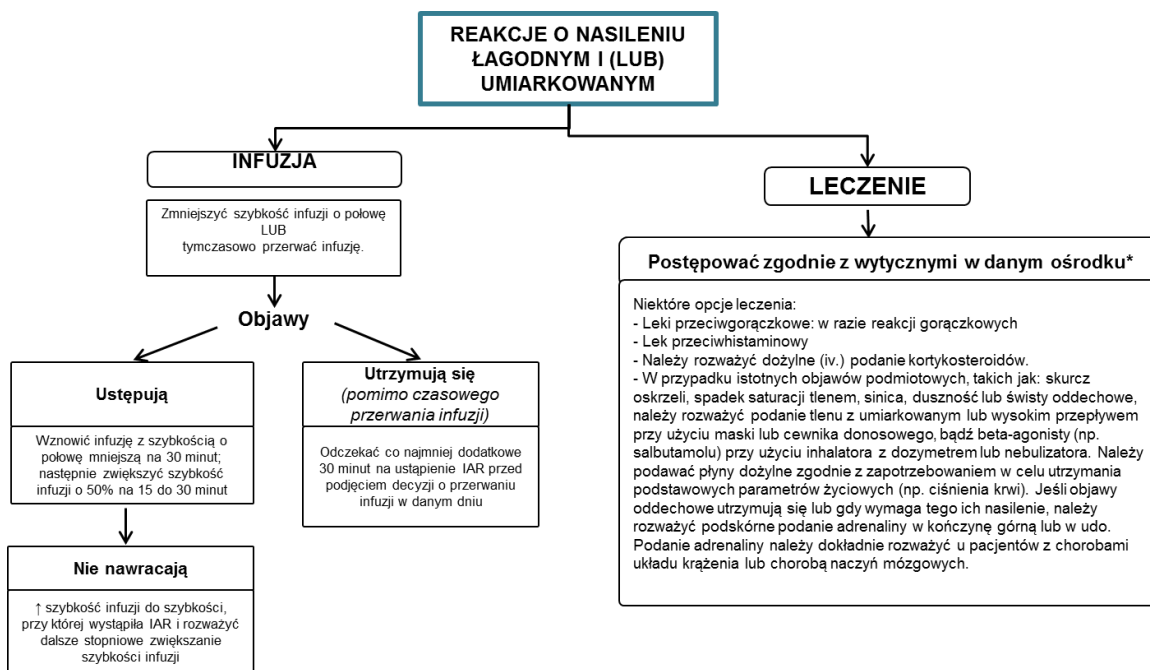 REAKCJE O NASILENIU
ŁAGODNYM I (LUB)
UMIARKOWANYM
INFUZJA
Zmniejszyć szybkość infuzji o połowę
LUB
tymczasowo przerwać infuzję.
Objawy
Ustępują
Wznowić infuzję z szybkością o
połowę mniejszą na 30 minut;
następnie zwiększyć szybkość
infuzji o 50% na 15 do 30 minut
Nie nawracają
↑ szybkość infuzji do szybkości,
przy której wystąpiła IAR i rozważyć
dalsze stopniowe zwiększanie
szybkości infuzji
Utrzymują się
(pomimo czasowego
przerwania infuzji)
Odczekać co najmniej dodatkowe
30 minut na ustąpienie IAR przed
podjęciem decyzji o przerwaniu
infuzji w danym dniu
LECZENIE
Postępować zgodnie z wytycznymi w danym ośrodku*
Niektóre opcje leczenia:
- Leki przeciwgorączkowe: w razie reakcji gorączkowych
- Lek przeciwhistaminowy
- Należy rozważyć dożylne (iv.) podanie kortykosteroidów.
- W przypadku istotnych objawów podmiotowych, takich jak: skurcz
oskrzeli, spadek saturacji tlenem, sinica, duszność lub świsty oddechowe,
należy rozważyć podanie tlenu z umiarkowanym lub wysokim przepływem
przy użyciu maski lub cewnika donosowego, bądź beta-agonisty (np.
salbutamolu) przy użyciu inhalatora z dozymetrem lub nebulizatora. Należy
podawać płyny dożylne zgodnie z zapotrzebowaniem w celu utrzymania
podstawowych parametrów życiowych (np. ciśnienia krwi). Jeśli objawy
oddechowe utrzymują się lub gdy wymaga tego ich nasilenie, należy
rozważyć podskórne podanie adrenaliny w kończynę górną lub w udo.
Podanie adrenaliny należy dokładnie rozważyć u pacjentów z chorobami
układu krążenia lub chorobą naczyń mózgowych.